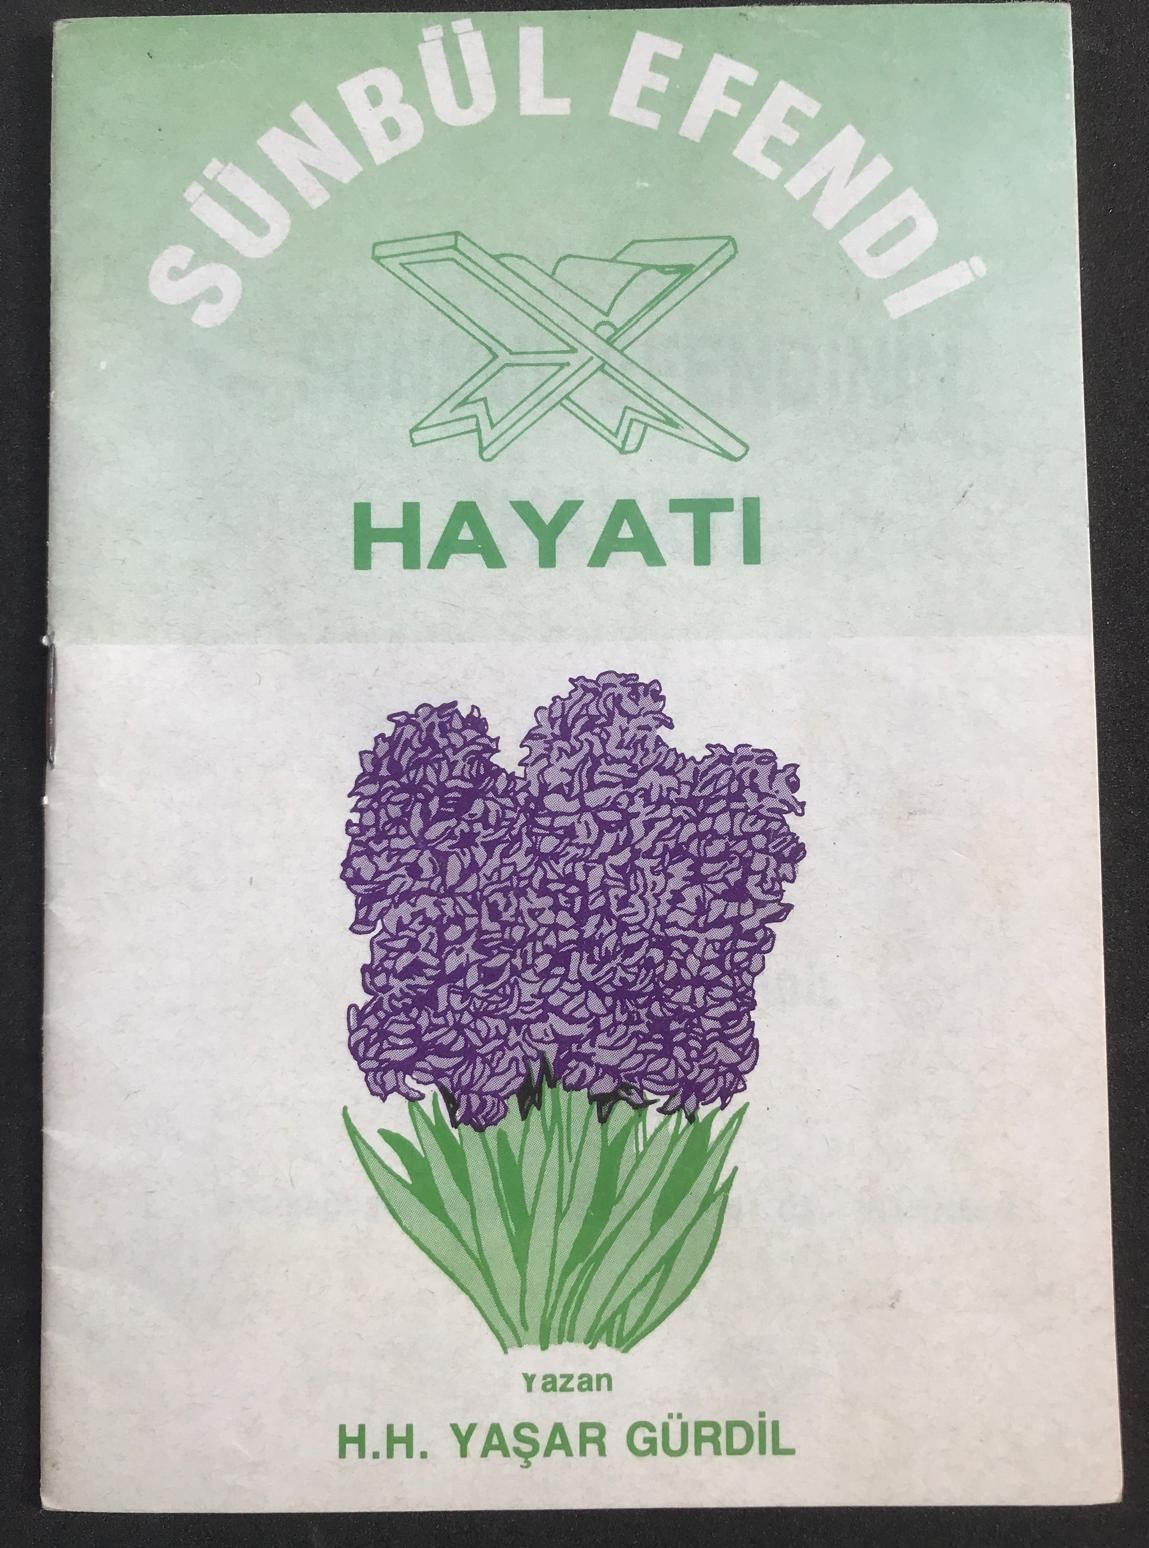 SÜNBÜL EFENDİ
HAYATI
Yazan
H.H. YAŞAR GÜRDİL